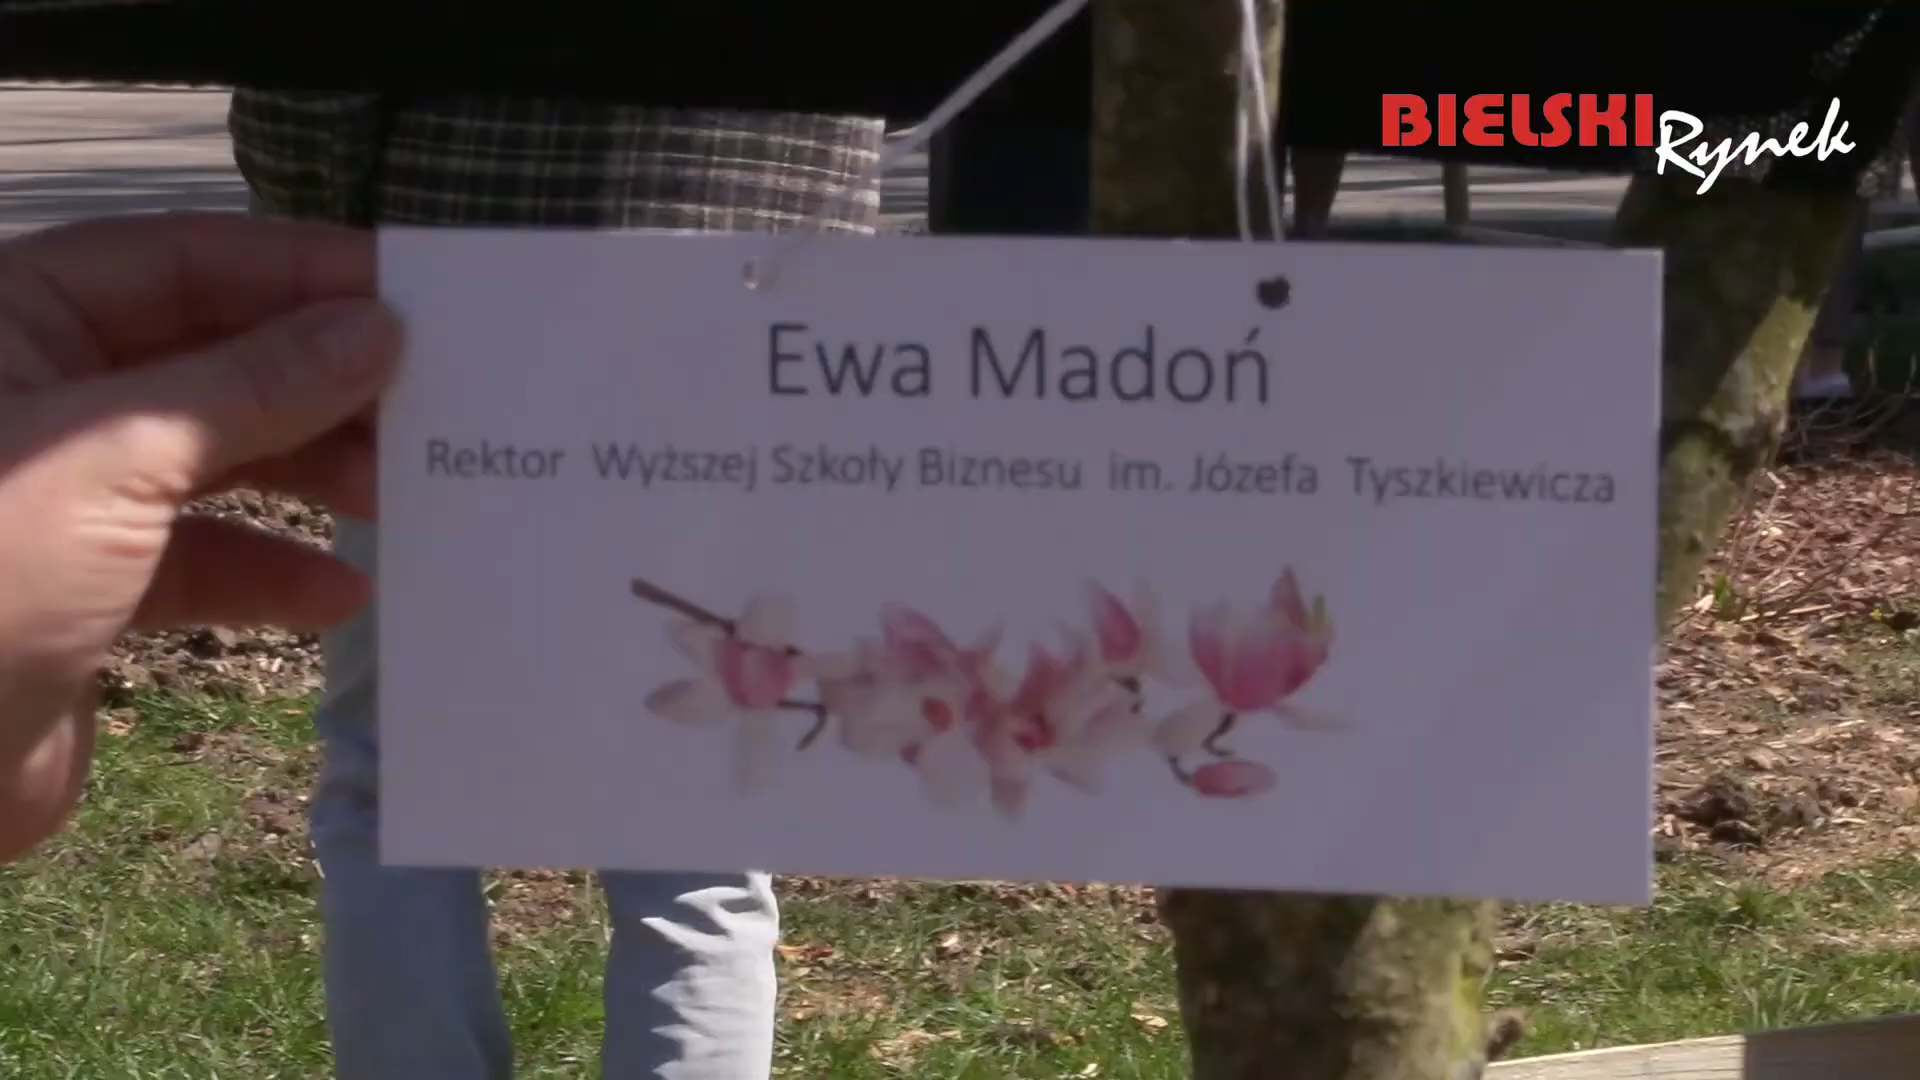 BIELSKI
Rynek
Ewa Madoń
Rektor Wyższej Szkoły Biznesu im. Józefa Tyszkiewicza